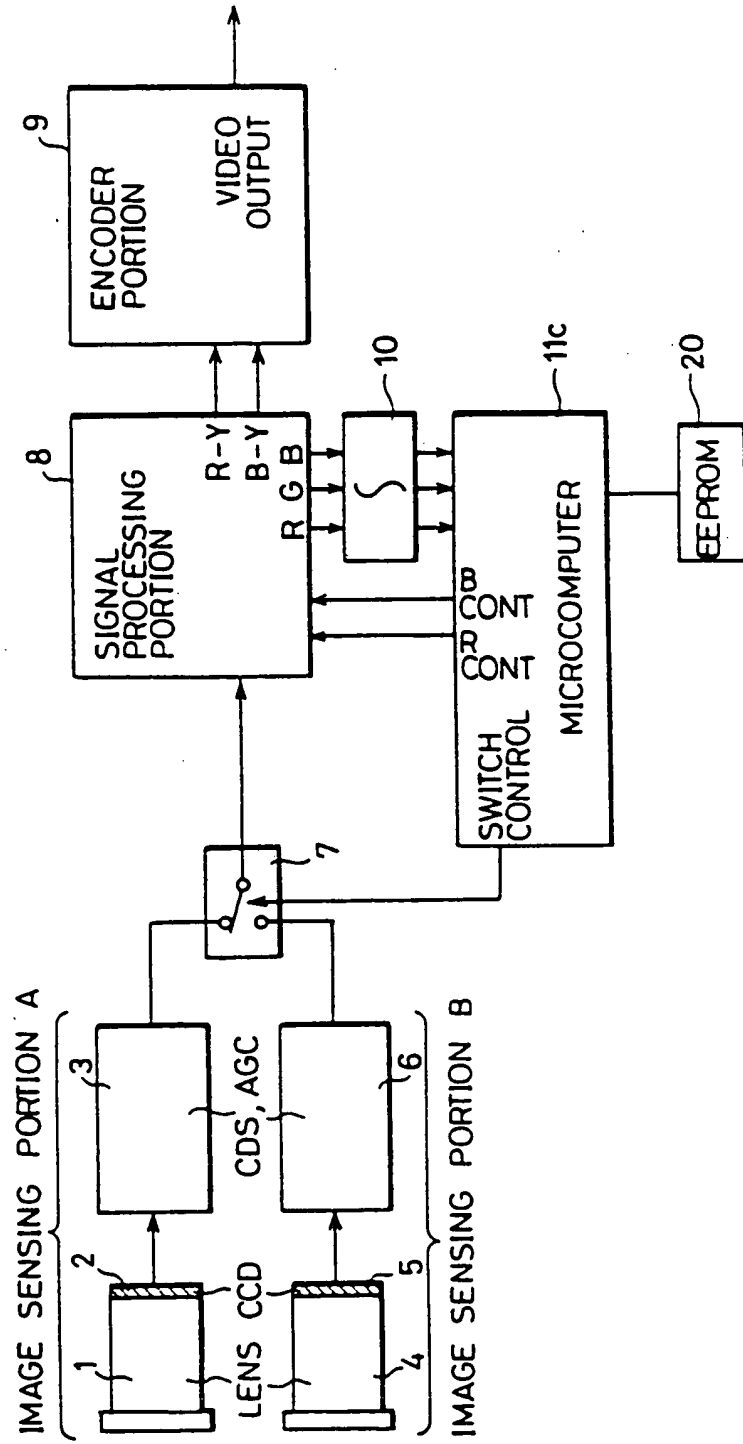 IMAGE SENSING PORTION A
1
2
3
LENS
CCD
CDS, AGC
4
5
6
IMAGE SENSING PORTION B
7
8
SIGNAL
PROCESSING
PORTION
R-Y
B-Y
R G B
9
ENCODER
PORTION
VIDEO
OUTPUT
10
11c
SWITCH
CONTROL
R
CONT
B
CONT
MICROCOMPUTER
20
EEPROM